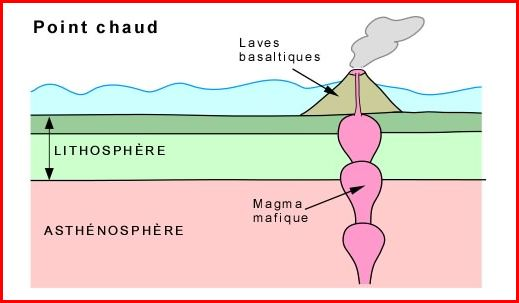 Point chaud
Laves
basaltiques
LITHOSPHÈRE
Magma
mafique
ASTHÉNOSPHÈRE